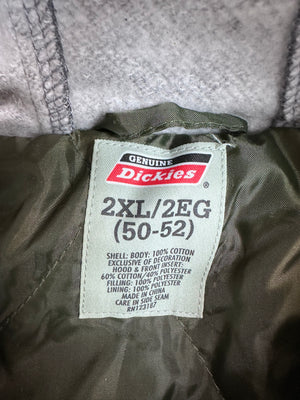 GENUINE
Dickies
®
2XL/2EG
(50-52)
SHELL: BODY: 100% COTTON
EXCLUSIVE OF DECORATION
HOOD & FRONT INSERT:
60% COTTON/40% POLYESTER
FILLING: 100% POLYESTER
LINING: 100% POLYESTER
MADE IN CHINA
CARE IN SIDE SEAM
RN123187